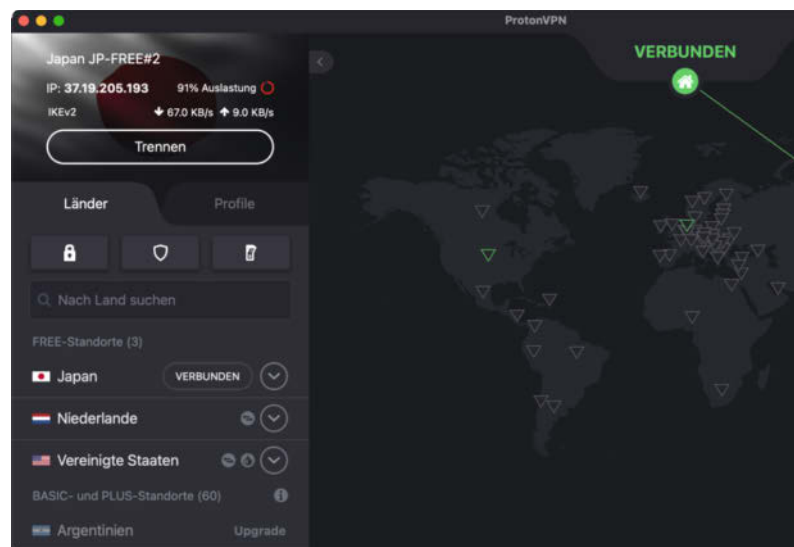 ProtonVPN
Japan JP-FREE#2
IP: 37.19.205.193 91% Auslastung
IKEv2 67.0 KB/s 9.0 KB/s
Trennen
VERBUNDEN
Länder Profile
Nach Land suchen
FREE-Standorte (3)
Japan VERBUNDEN
Niederlande
Vereinigte Staaten
BASIC- und PLUS-Standorte (60)
Argentinien Upgrade